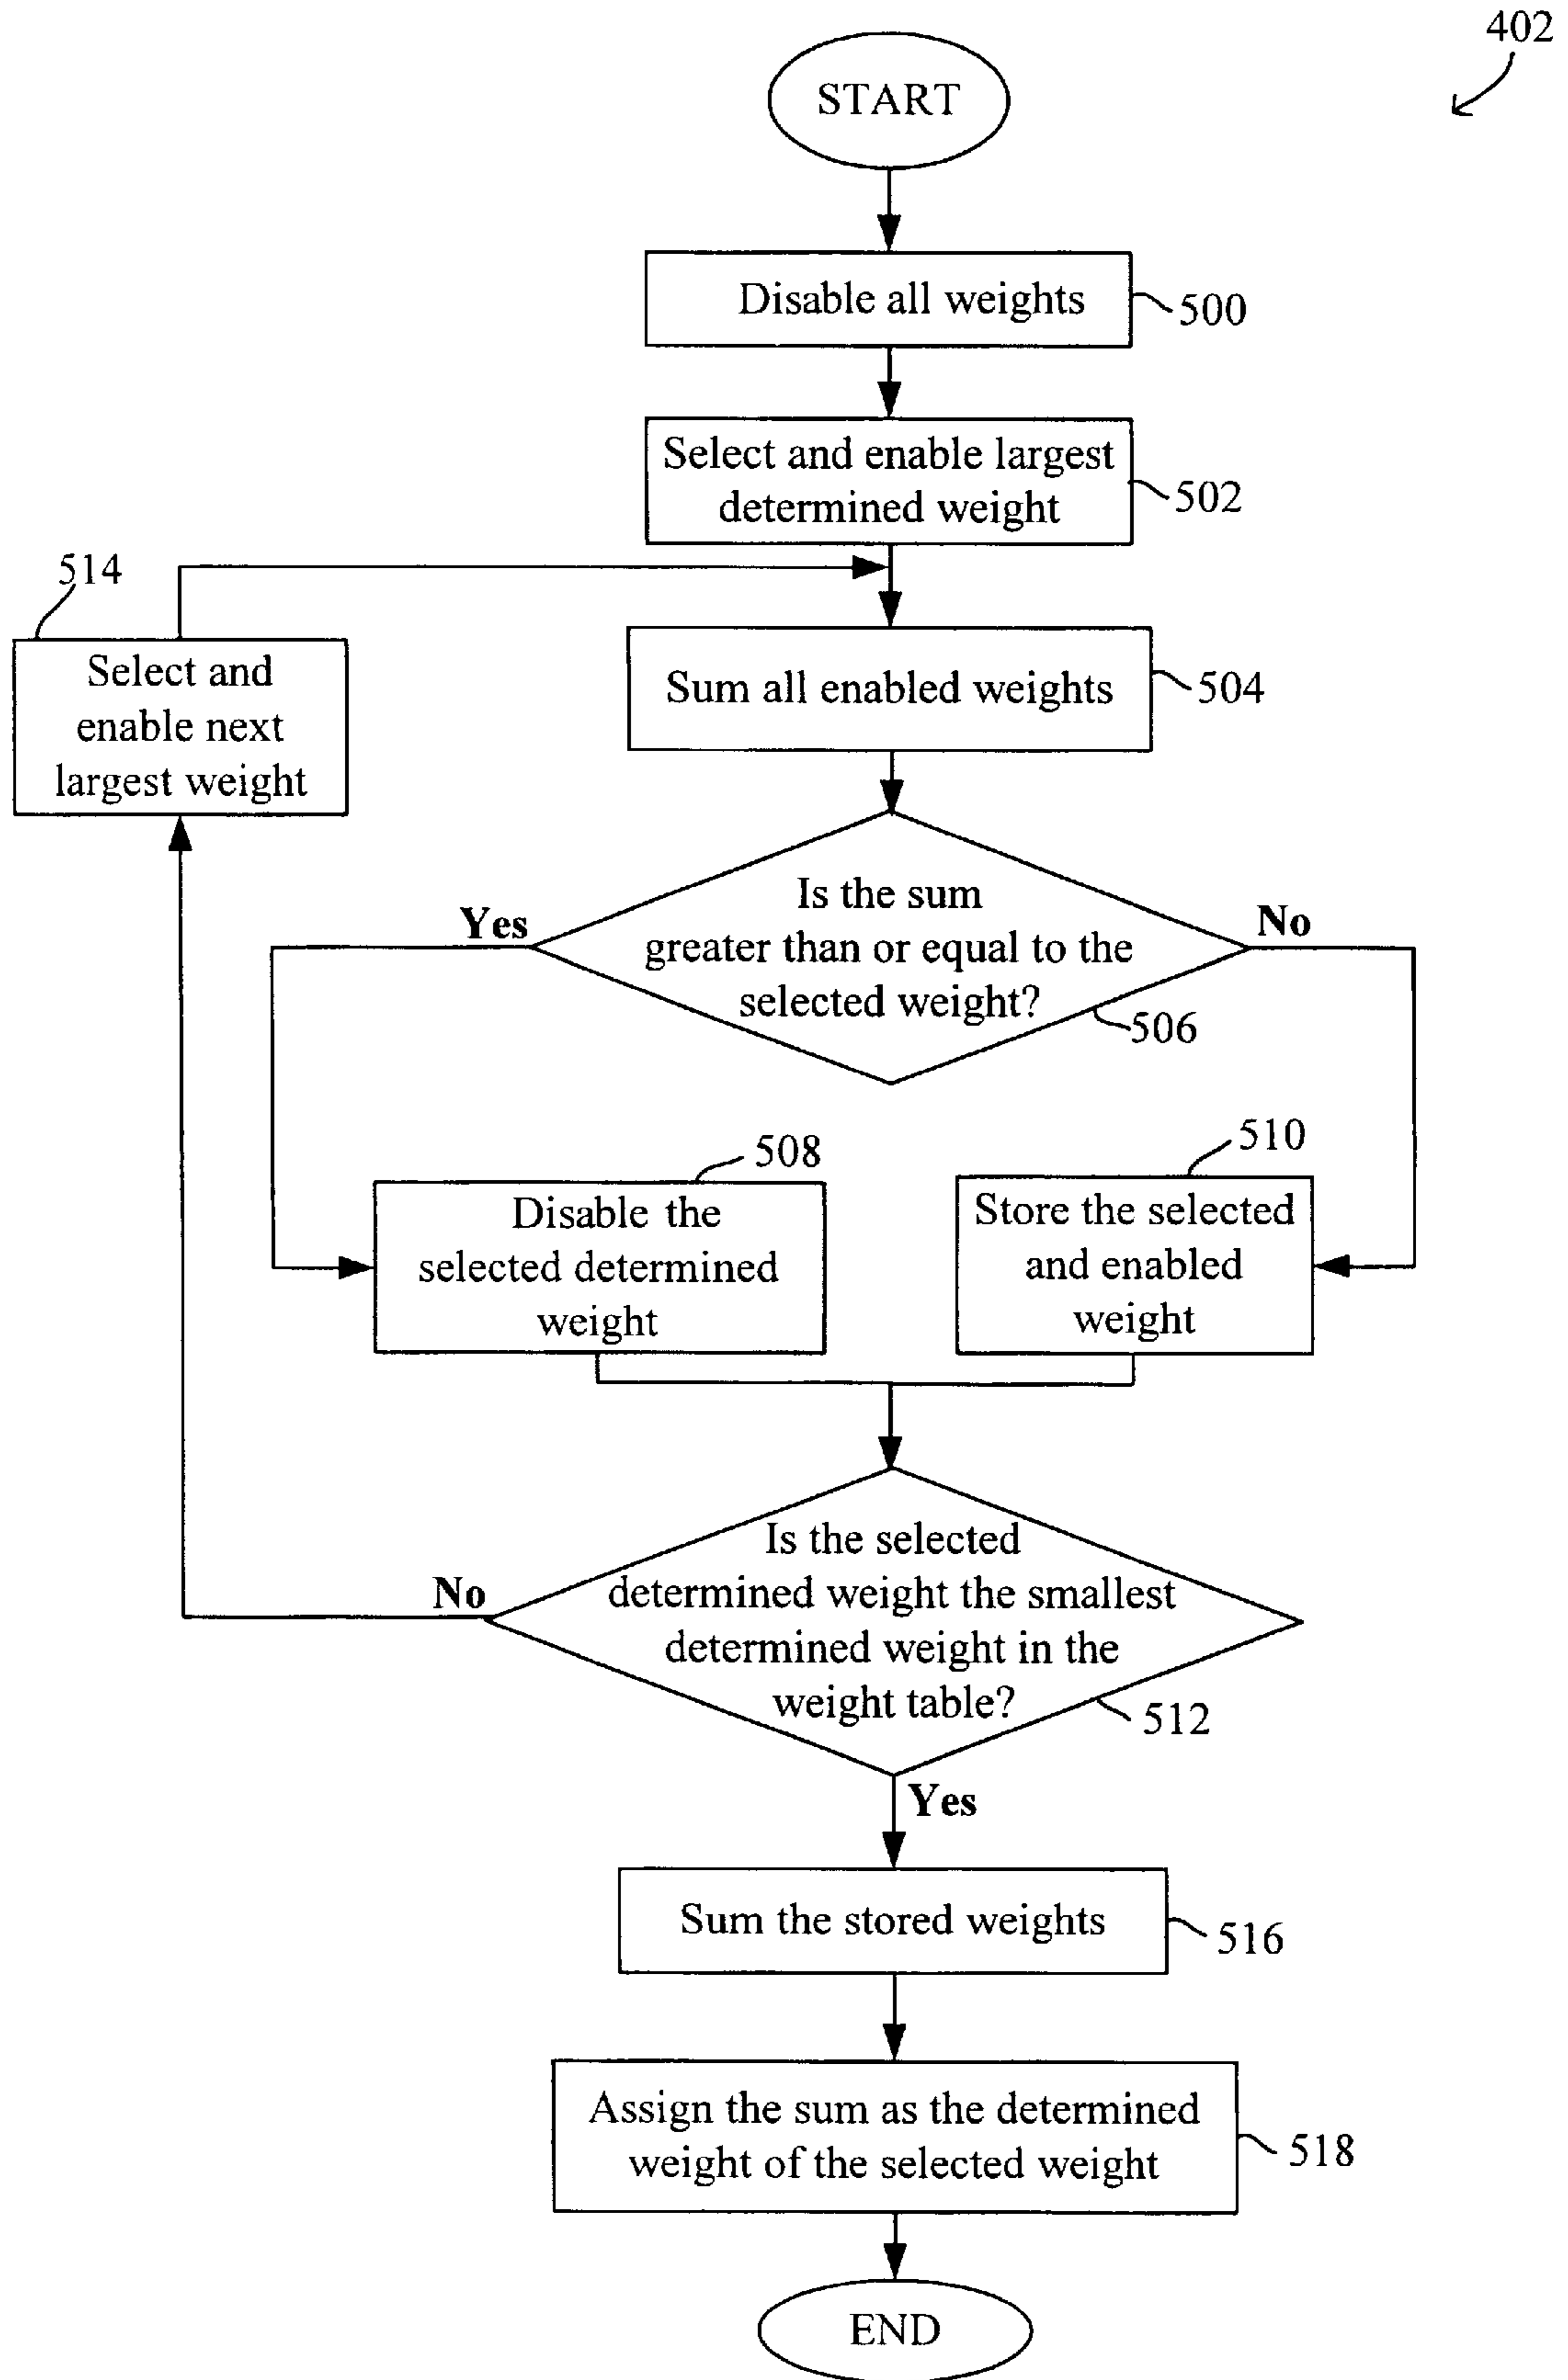 402
START
Disable all weights
500
Select and enable largest
determined weight
502
514
Select and
enable next
largest weight
Sum all enabled weights
504
Is the sum
greater than or equal to the
selected weight?
Yes
No
506
508
Disable the
selected determined
weight
510
Store the selected
and enabled
weight
Is the selected
determined weight the smallest
determined weight in the
weight table?
No
512
Yes
Sum the stored weights
516
Assign the sum as the determined
weight of the selected weight
518
END